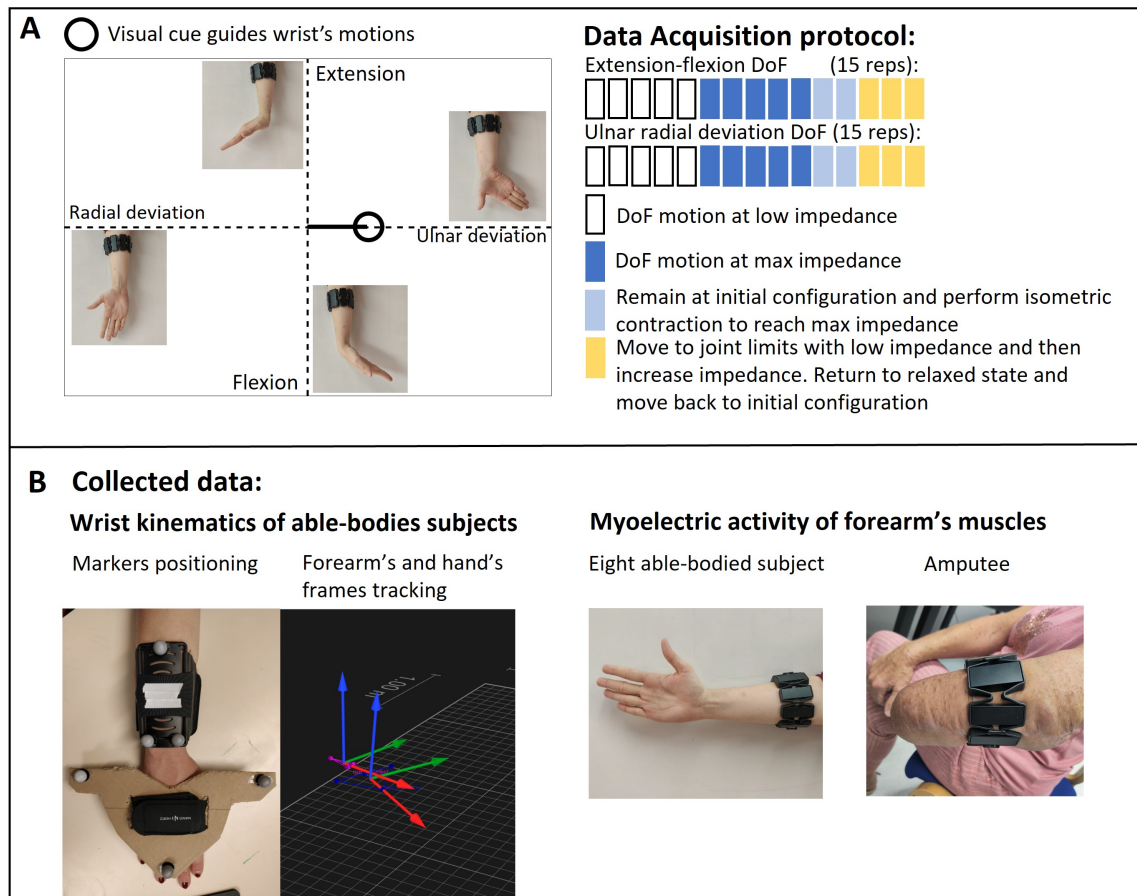 A
Visual cue guides wrist's motions
Extension
Radial deviation
Ulnar deviation
Flexion
Data Acquisition protocol:
Extension-flexion DoF (15 reps):
Ulnar radial deviation DoF (15 reps):
DoF motion at low impedance
DoF motion at max impedance
Remain at initial configuration and perform isometric
contraction to reach max impedance
Move to joint limits with low impedance and then
increase impedance. Return to relaxed state and
move back to initial configuration
B Collected data:
Wrist kinematics of able-bodies subjects
Markers positioning
Forearm's and hand's
frames tracking
1.00 m
Myoelectric activity of forearm's muscles
Eight able-bodied subject
Amputee